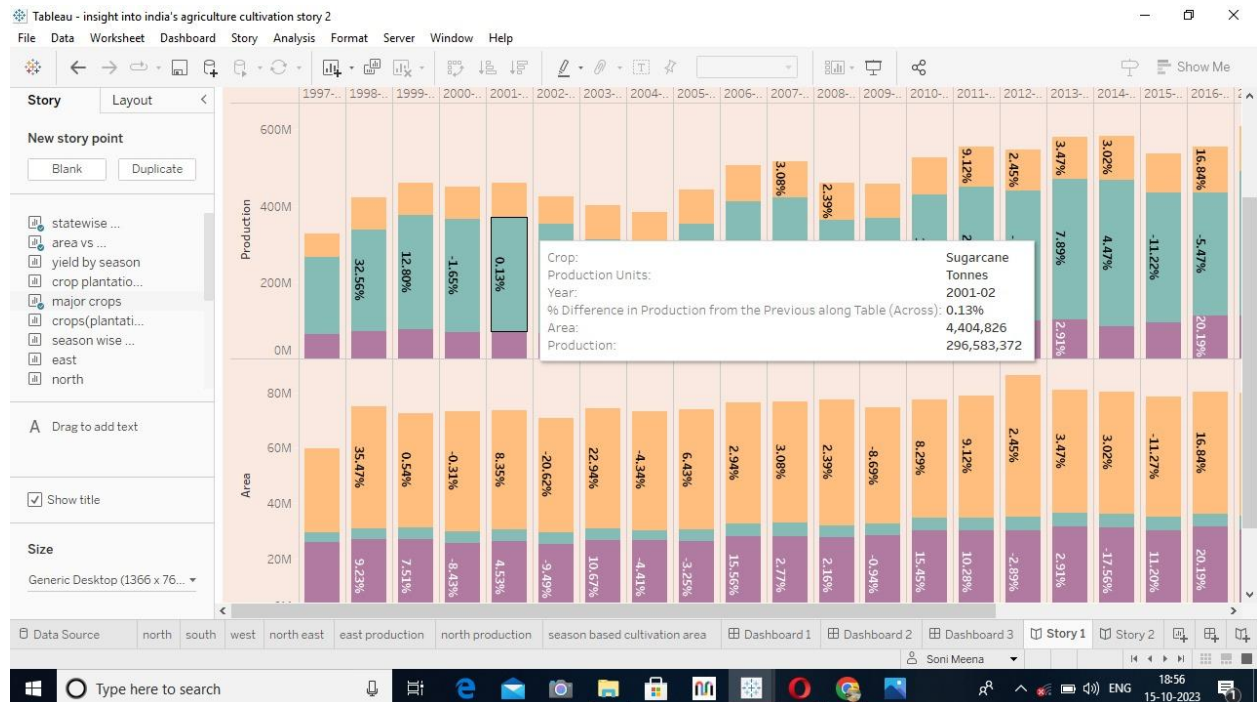 Tableau - insight into india's agriculture cultivation story 2
File Data Worksheet Dashboard Story Analysis Format Server Window Help
Show Me
Story Layout
New story point
Blank Duplicate
statewise ...
area vs ...
yield by season
crop plantatio...
major crops
crops(plantati...
season wise ...
east
north
A Drag to add text
Show title
Size
Generic Desktop (1366 x 76...
1997-.. 1998-.. 1999-.. 2000-.. 2001-.. 2002-.. 2003-.. 2004-.. 2005-.. 2006-.. 2007-.. 2008-.. 2009-.. 2010-.. 2011-.. 2012-.. 2013-.. 2014-.. 2015-.. 2016-..
Production
600M
400M
200M
0M
3.08% 2.39% 9.12% 2.45% 3.47% 3.02% 16.84%
32.56% 12.80% -1.65% 0.13% 7.89% 4.47% -11.22% -5.47%
2.91% 20.19%
Crop: Sugarcane
Production Units: Tonnes
Year: 2001-02
% Difference in Production from the Previous along Table (Across): 0.13%
Area: 4,404,826
Production: 296,583,372
Area
80M
60M
40M
20M
35.47% 0.54% -0.31% 8.35% -20.62% 22.94% -4.34% 6.43% 2.94% 3.08% 2.39% -8.69% 8.29% 9.12% 2.45% 3.47% 3.02% -11.27% 16.84%
9.23% 7.51% -8.43% 4.53% -9.49% 10.67% -4.41% -3.25% 15.56% 2.77% 2.16% -0.94% 15.45% 10.28% -2.89% 2.91% -17.56% 11.20% 20.19%
Data Source north south west north east east production north production season based cultivation area Dashboard 1 Dashboard 2 Dashboard 3 Story 1 Story 2
Soni Meena
Type here to search
ENG
18:56
15-10-2023